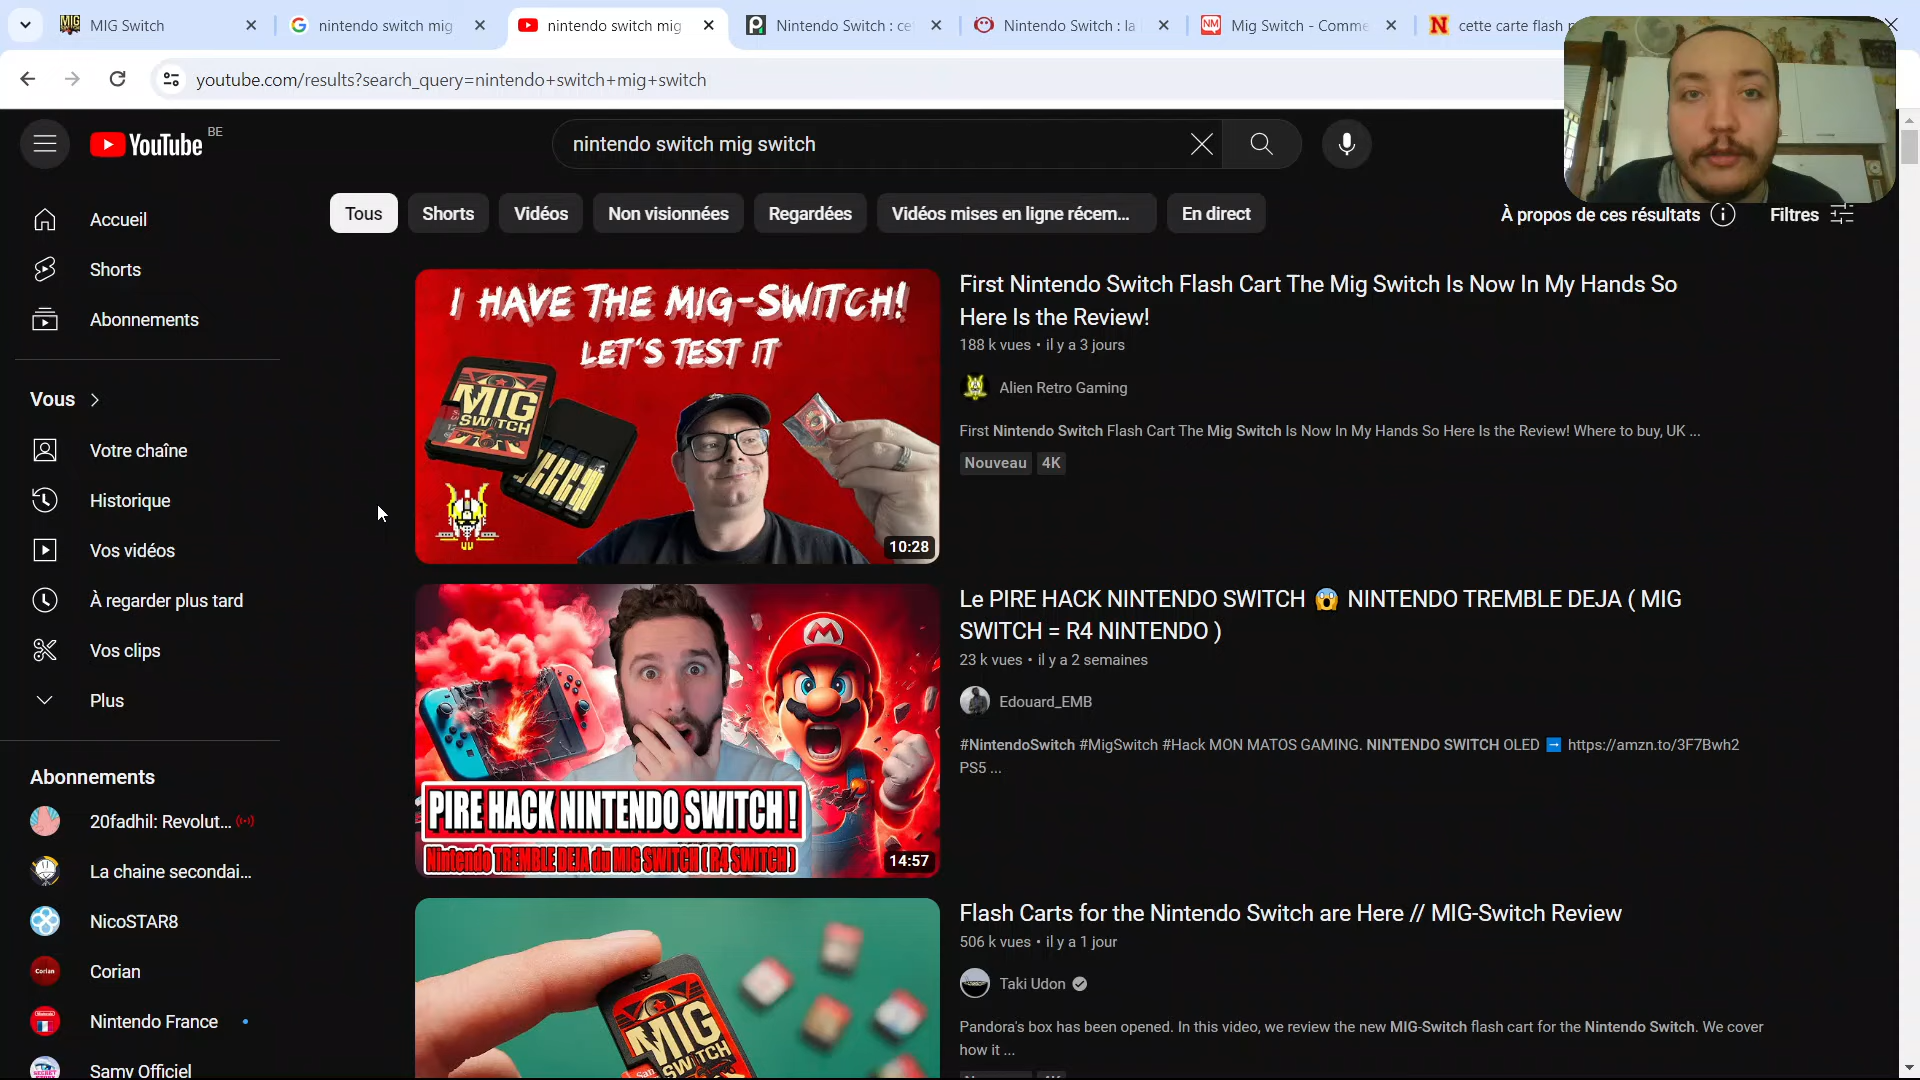 MIG Switch
nintendo switch mig
nintendo switch mig
Nintendo Switch : ce
Nintendo Switch : la
Mig Switch - Comme
cette carte flash
youtube.com/results?search_query=nintendo+switch+mig+switch
YouTube BE
nintendo switch mig switch
Tous
Shorts
Vidéos
Non visionnées
Regardées
Vidéos mises en ligne récem...
En direct
À propos de ces résultats
Filtres
Accueil
Shorts
Abonnements
Vous
Votre chaîne
Historique
Vos vidéos
À regarder plus tard
Vos clips
Plus
Abonnements
20fadhil: Revolut...
La chaine secondai...
NicoSTAR8
Corian
Corian
Nintendo France
Samy Officiel
I HAVE THE MIG-SWITCH!
LET'S TEST IT
MIG
SWITCH
10:28
First Nintendo Switch Flash Cart The Mig Switch Is Now In My Hands So
Here Is the Review!
188 k vues • il y a 3 jours
Alien Retro Gaming
First Nintendo Switch Flash Cart The Mig Switch Is Now In My Hands So Here Is the Review! Where to buy, UK ...
Nouveau
4K
PIRE HACK NINTENDO SWITCH !
Nintendo TREMBLE DEJA du MIG SWITCH ( R4 SWITCH )
14:57
Le PIRE HACK NINTENDO SWITCH 😱 NINTENDO TREMBLE DEJA ( MIG
SWITCH = R4 NINTENDO )
23 k vues • il y a 2 semaines
Edouard_EMB
#NintendoSwitch #MigSwitch #Hack MON MATOS GAMING. NINTENDO SWITCH OLED ➡ https://amzn.to/3F7Bwh2
PS5 ...
MIG
SWITCH
Flash Carts for the Nintendo Switch are Here // MIG-Switch Review
506 k vues • il y a 1 jour
Taki Udon
Pandora's box has been opened. In this video, we review the new MIG-Switch flash cart for the Nintendo Switch. We cover
how it ...